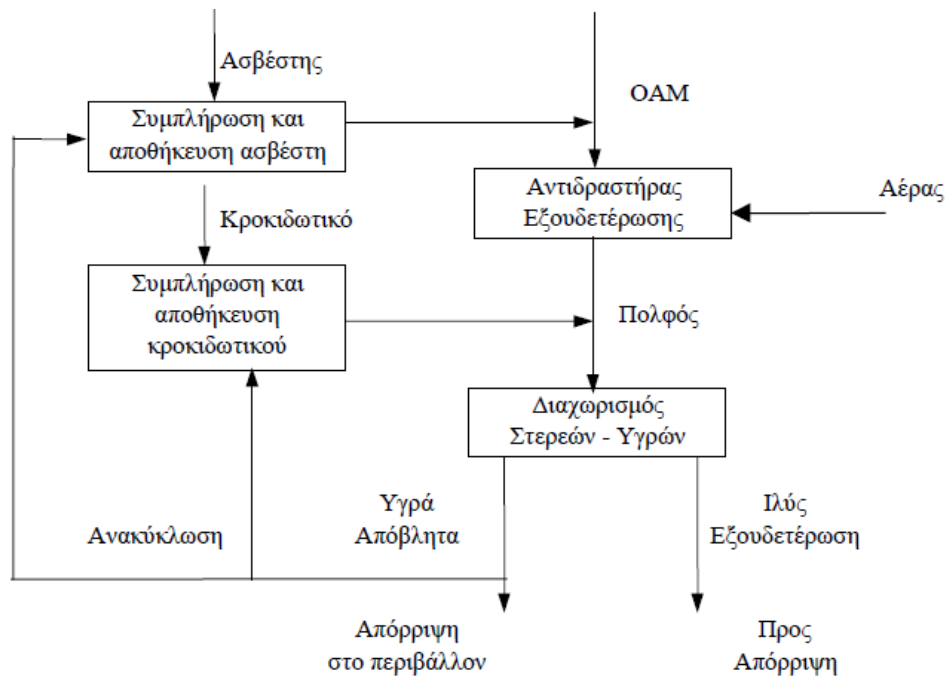 Ασβέστης
ΟΑΜ
Συμπλήρωση και
αποθήκευση ασβέστη
Αντιδραστήρας
Εξουδετέρωσης
Αέρας
Κροκιδωτικό
Συμπλήρωση και
αποθήκευση
κροκιδωτικού
Πολφός
Διαχωρισμός
Στερεών - Υγρών
Ανακύκλωση
Υγρά
Απόβλητα
Ιλύς
Εξουδετέρωση
Απόρριψη
στο περιβάλλον
Προς
Απόρριψη